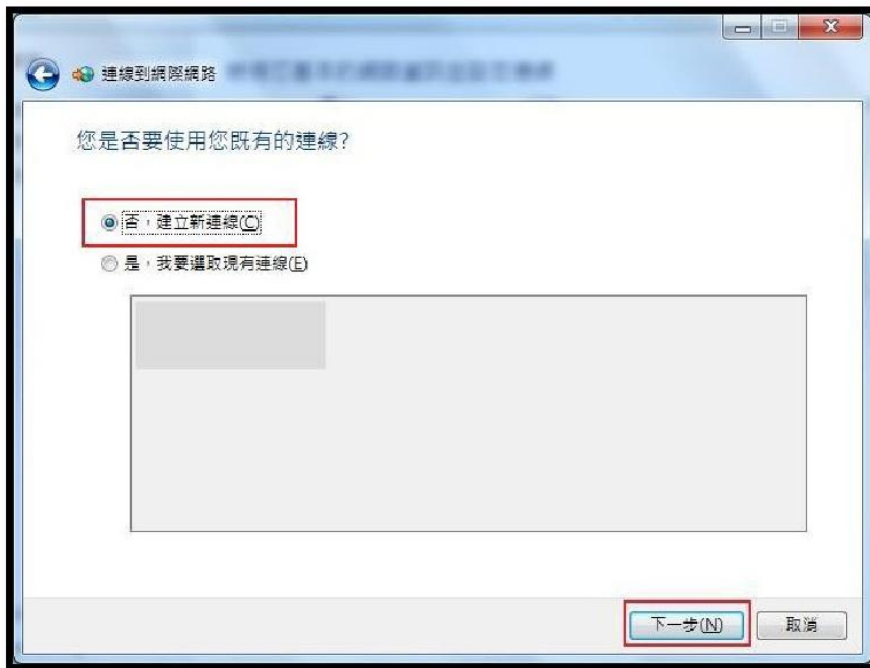 連線到網際網路
您是否要使用您既有的連線?
否，建立新連線(C)
是，我要選取現有連線(E)
下一步(N)
取消